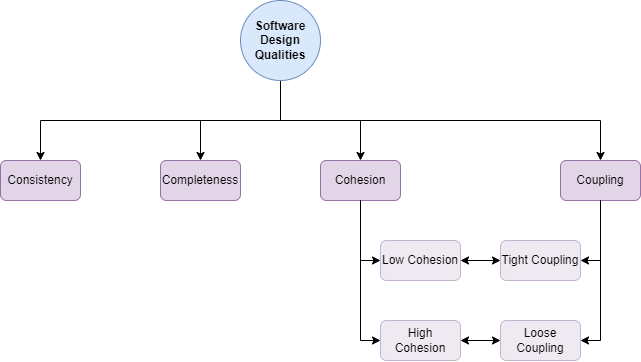 Software
Design
Qualities
Consistency
Completeness
Cohesion
Coupling
Low Cohesion
Tight Coupling
High
Cohesion
Loose
Coupling